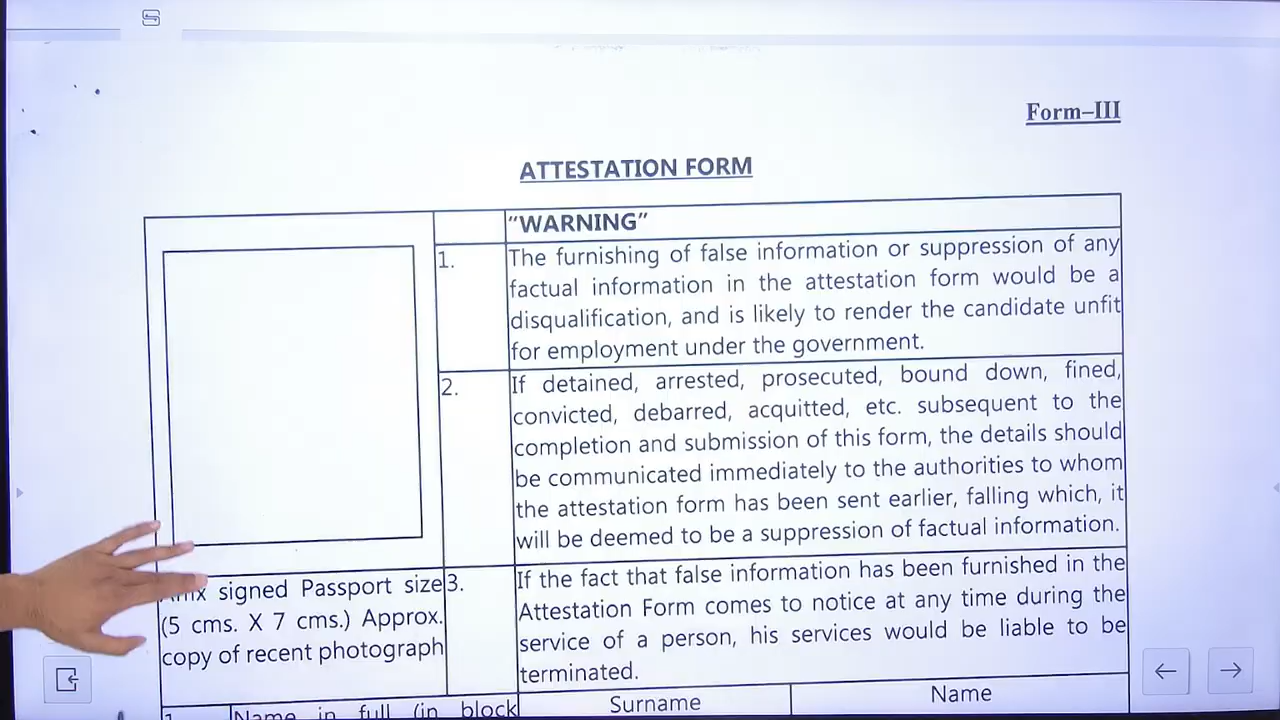 Form–III
ATTESTATION FORM
“WARNING”
1.
The furnishing of false information or suppression of any
factual information in the attestation form would be a
disqualification, and is likely to render the candidate unfit
for employment under the government.
2.
If detained, arrested, prosecuted, bound down, fined,
convicted, debarred, acquitted, etc. subsequent to the
completion and submission of this form, the details should
be communicated immediately to the authorities to whom
the attestation form has been sent earlier, falling which, it
will be deemed to be a suppression of factual information.
signed Passport size
(5 cms. X 7 cms.) Approx.
copy of recent photograph
3.
If the fact that false information has been furnished in the
Attestation Form comes to notice at any time during the
service of a person, his services would be liable to be
terminated.
Name in full (in block
Surname
Name